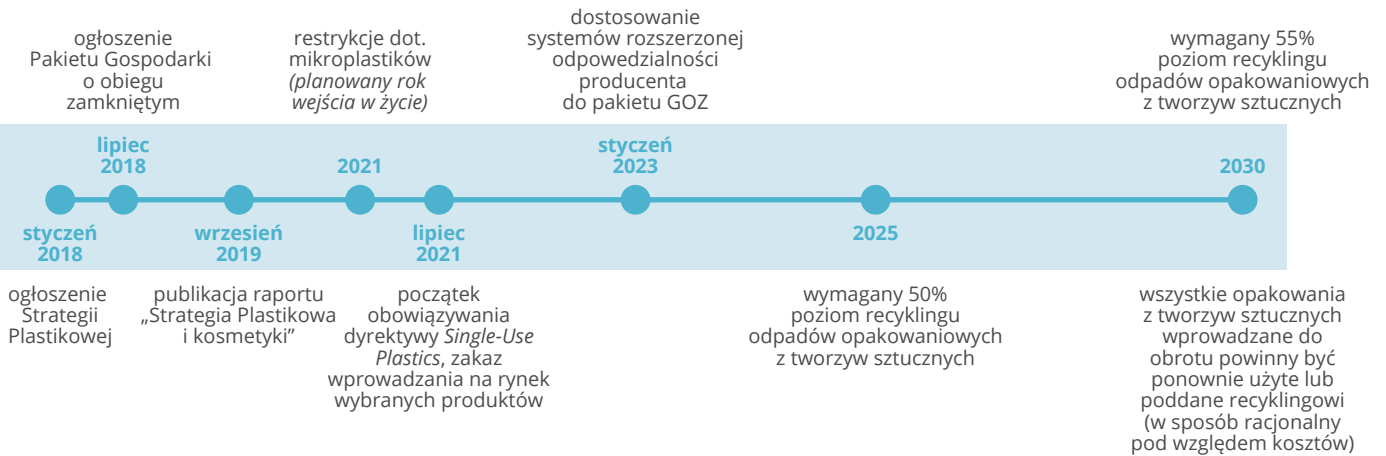 ogłoszenie
Pakietu Gospodarki
o obiegu
zamkniętym
restrykcje dot.
mikroplastików
(planowany rok
wejścia w życie)
dostosowanie
systemów rozszerzonej
odpowedzialności
producenta
do pakietu GOZ
wymagany 55%
poziom recyklingu
odpadów opakowaniowych
z tworzyw sztucznych
lipiec
2018
2021
styczeń
2023
2030
styczeń
2018
wrzesień
2019
lipiec
2021
2025
ogłoszenie
Strategii
Plastikowej
publikacja raportu
„Strategia Plastikowa
i kosmetyki”
początek
obowiązywania
dyrektywy Single-Use
Plastics, zakaz
wprowadzania na rynek
wybranych produktów
wymagany 50%
poziom recyklingu
odpadów opakowaniowych
z tworzyw sztucznych
wszystkie opakowania
z tworzyw sztucznych
wprowadzane do
obrotu powinny być
ponownie użyte lub
poddane recyklingowi
(w sposób racjonalny
pod względem kosztów)